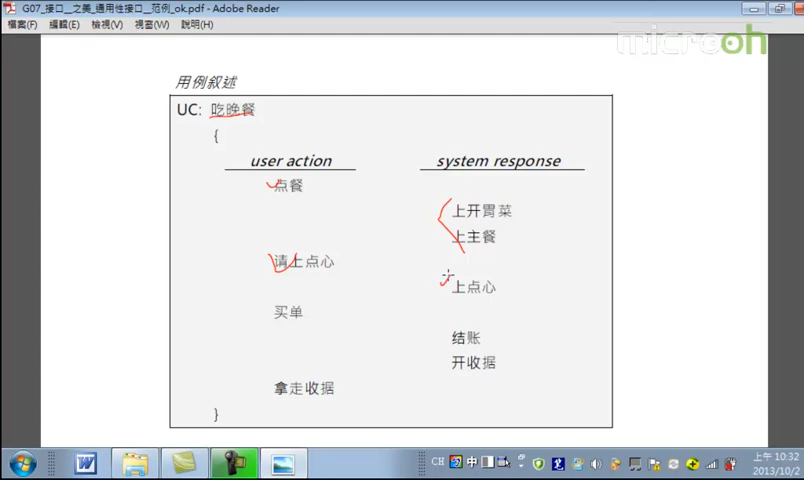 G07_接口__之美_通用性接口__范例_ok.pdf - Adobe Reader
檔案(F) 編輯(E) 檢視(V) 視窗(W) 說明(H)
microoh
用例叙述
UC: 吃晚餐
{
user action system response
点餐
上开胃菜
上主餐
请上点心
上点心
买单
结账
开收据
拿走收据
}
CH 中
上午 10:32
2013/10/2